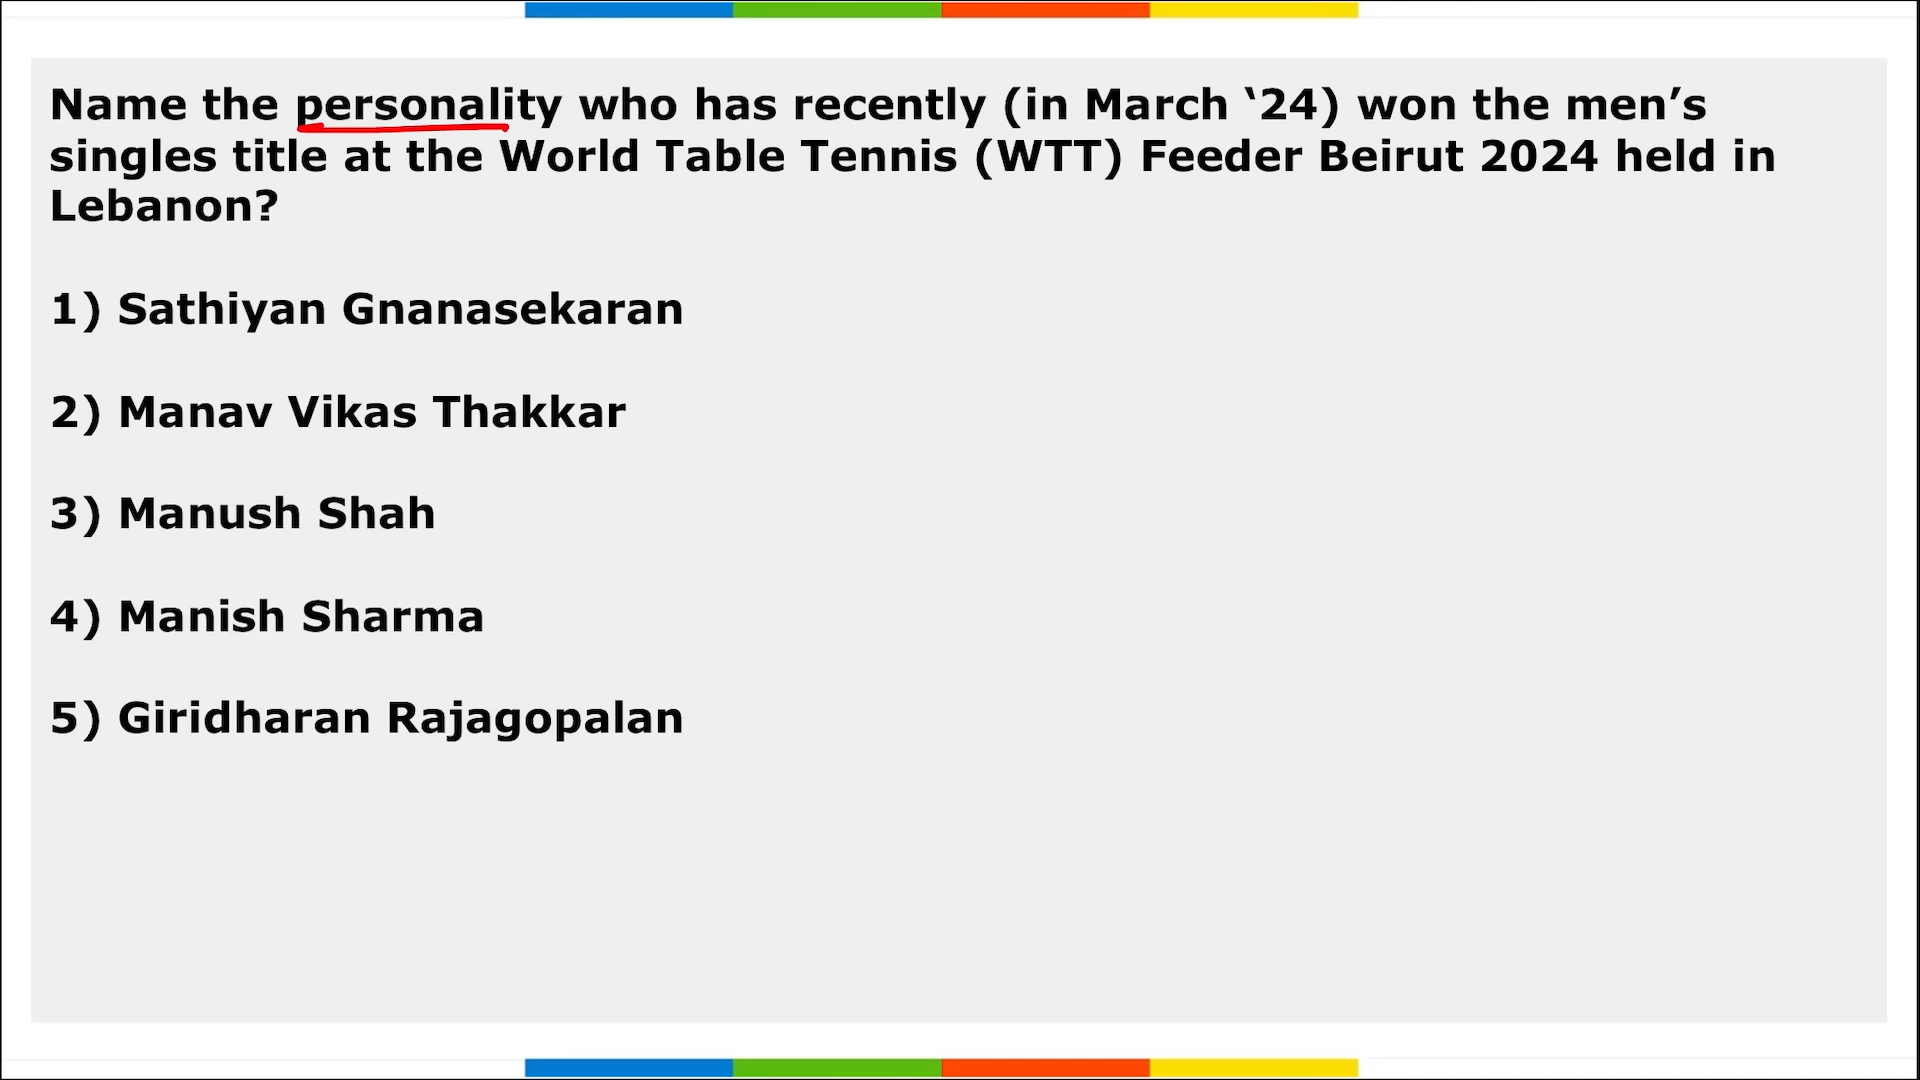 Name the personality who has recently (in March ‘24) won the men’s
singles title at the World Table Tennis (WTT) Feeder Beirut 2024 held in
Lebanon?
1) Sathiyan Gnanasekaran
2) Manav Vikas Thakkar
3) Manush Shah
4) Manish Sharma
5) Giridharan Rajagopalan